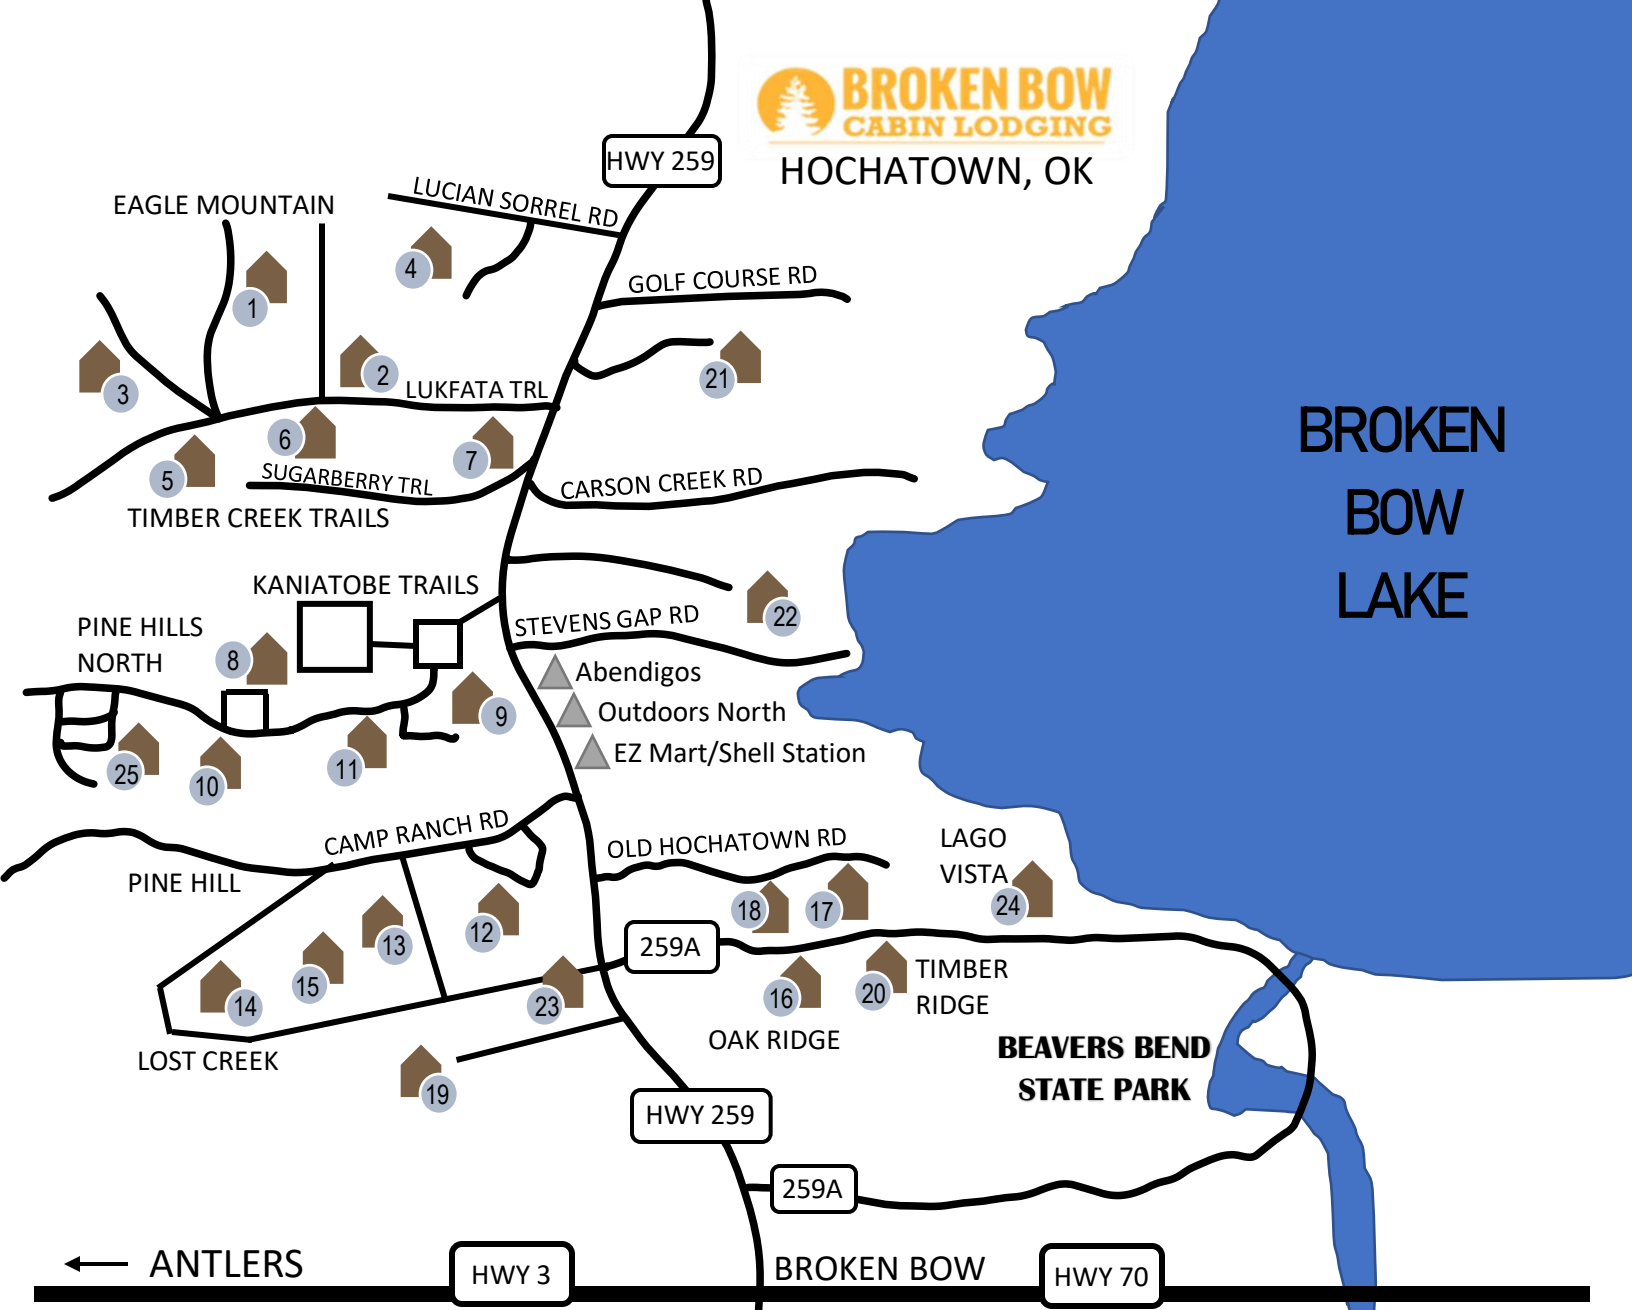 BROKEN BOW
CABIN LODGING
HOCHATOWN, OK
HWY 259
LUCIAN SORREL RD
EAGLE MOUNTAIN
4
GOLF COURSE RD
1
3
2
21
LUKFATA TRL
6
7
5
SUGARBERRY TRL
CARSON CREEK RD
TIMBER CREEK TRAILS
BROKEN
BOW
LAKE
KANIATOBE TRAILS
22
STEVENS GAP RD
PINE HILLS
NORTH
8
Abendigos
9
Outdoors North
EZ Mart/Shell Station
25
10
11
CAMP RANCH RD
OLD HOCHATOWN RD
LAGO
VISTA
PINE HILL
24
18
17
12
13
259A
15
14
23
16
20
TIMBER
RIDGE
OAK RIDGE
LOST CREEK
BEAVERS BEND
STATE PARK
19
HWY 259
259A
ANTLERS
HWY 3
BROKEN BOW
HWY 70